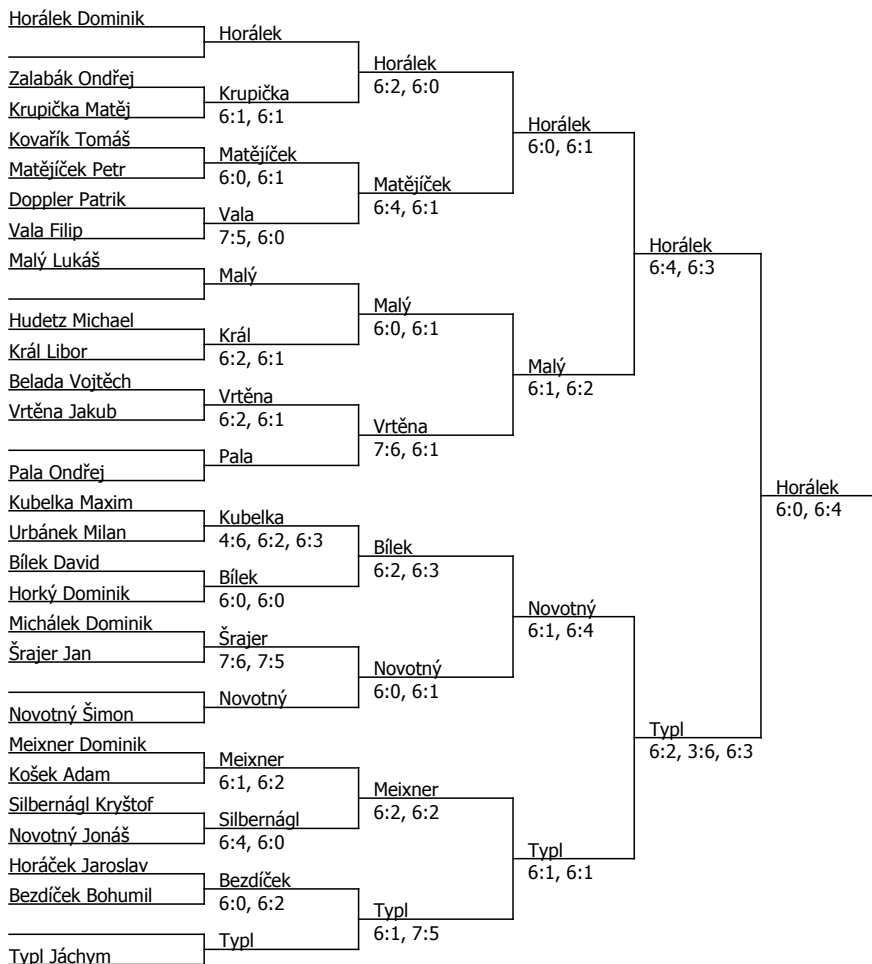 Horálek Dominik
Zalabák Ondřej
Krupička Matěj
Kovařík Tomáš
Matějíček Petr
Doppler Patrik
Vala Filip
Malý Lukáš
Hudetz Michael
Král Libor
Belada Vojtěch
Vrtěna Jakub
Pala Ondřej
Kubelka Maxim
Urbánek Milan
Bílek David
Horký Dominik
Michálek Dominik
Šrajer Jan
Novotný Šimon
Meixner Dominik
Košek Adam
Silbernágl Kryštof
Novotný Jonáš
Horáček Jaroslav
Bezdíček Bohumil
Typl Jáchym
Horálek
Krupička
6:1, 6:1
Matějíček
6:0, 6:1
Vala
7:5, 6:0
Malý
Král
6:2, 6:1
Vrtěna
6:2, 6:1
Pala
Kubelka
4:6, 6:2, 6:3
Bílek
6:0, 6:0
Šrajer
7:6, 7:5
Novotný
Meixner
6:1, 6:2
Silbernágl
6:4, 6:0
Bezdíček
6:0, 6:2
Typl
Horálek
6:2, 6:0
Matějíček
6:4, 6:1
Malý
6:0, 6:1
Vrtěna
7:6, 6:1
Bílek
6:2, 6:3
Novotný
6:0, 6:1
Meixner
6:2, 6:2
Typl
6:1, 7:5
Horálek
6:0, 6:1
Malý
6:1, 6:2
Novotný
6:1, 6:4
Typl
6:1, 6:1
Horálek
6:4, 6:3
Typl
6:2, 3:6, 6:3
Horálek
6:0, 6:4